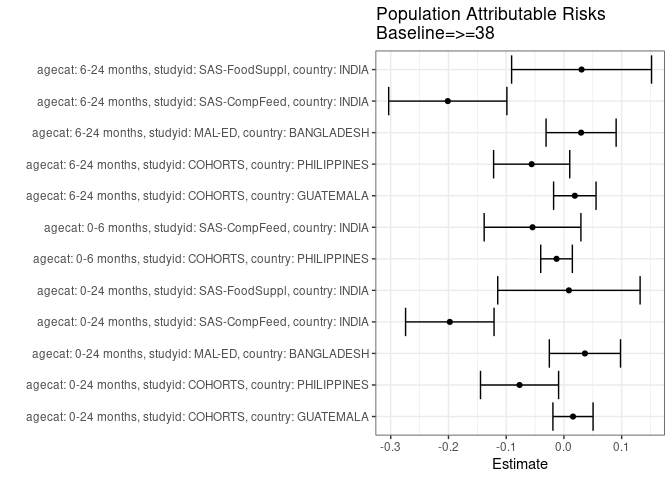 Population Attributable Risks
Baseline=>=38
agecat: 6-24 months, studyid: SAS-FoodSuppl, country: INDIA
agecat: 6-24 months, studyid: SAS-CompFeed, country: INDIA
agecat: 6-24 months, studyid: MAL-ED, country: BANGLADESH
agecat: 6-24 months, studyid: COHORTS, country: PHILIPPINES
agecat: 6-24 months, studyid: COHORTS, country: GUATEMALA
agecat: 0-6 months, studyid: SAS-CompFeed, country: INDIA
agecat: 0-6 months, studyid: COHORTS, country: PHILIPPINES
agecat: 0-24 months, studyid: SAS-FoodSuppl, country: INDIA
agecat: 0-24 months, studyid: SAS-CompFeed, country: INDIA
agecat: 0-24 months, studyid: MAL-ED, country: BANGLADESH
agecat: 0-24 months, studyid: COHORTS, country: PHILIPPINES
agecat: 0-24 months, studyid: COHORTS, country: GUATEMALA
-0.3 -0.2 -0.1 0.0 0.1
Estimate